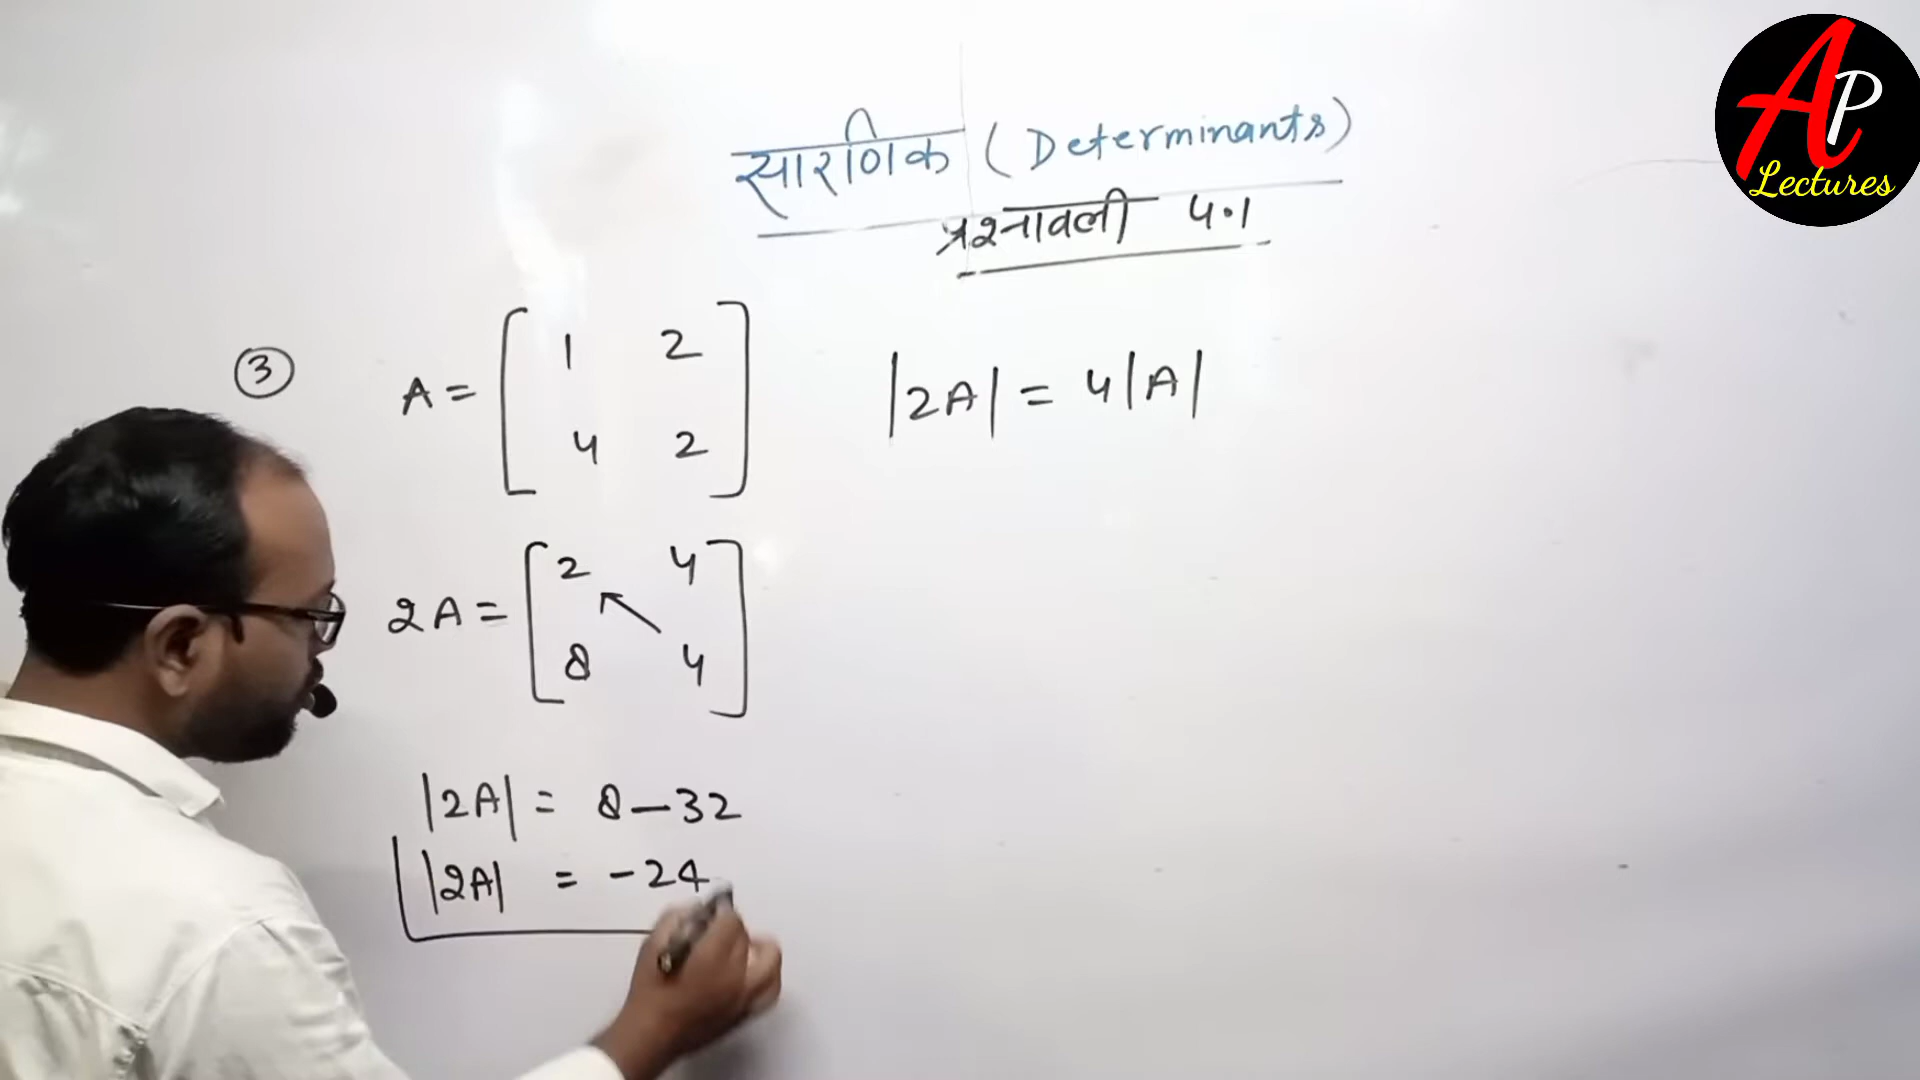 AP
Lectures
सारणिक (Determinants)
प्रश्नावली 4.1
③ A = [ 1 2
4 2 ]
|2A| = 4|A|
2A = [ 2 4
8 4 ]
|2A| = 8 - 32
|2A| = -24